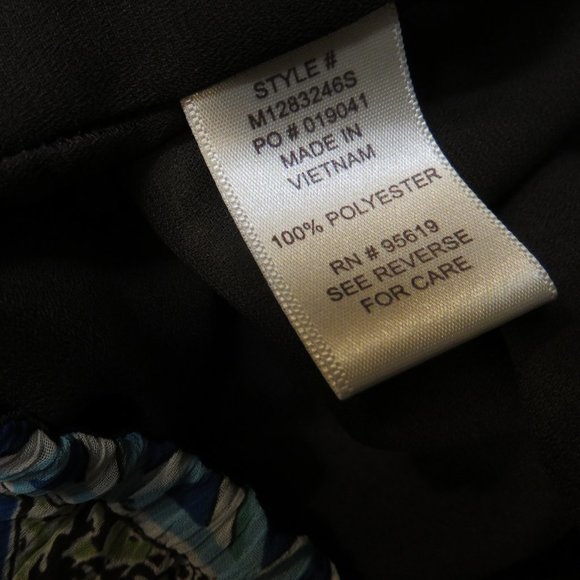 STYLE #
M1283246S
PO # 019041
MADE IN
VIETNAM
100% POLYESTER
RN # 95619
SEE REVERSE
FOR CARE